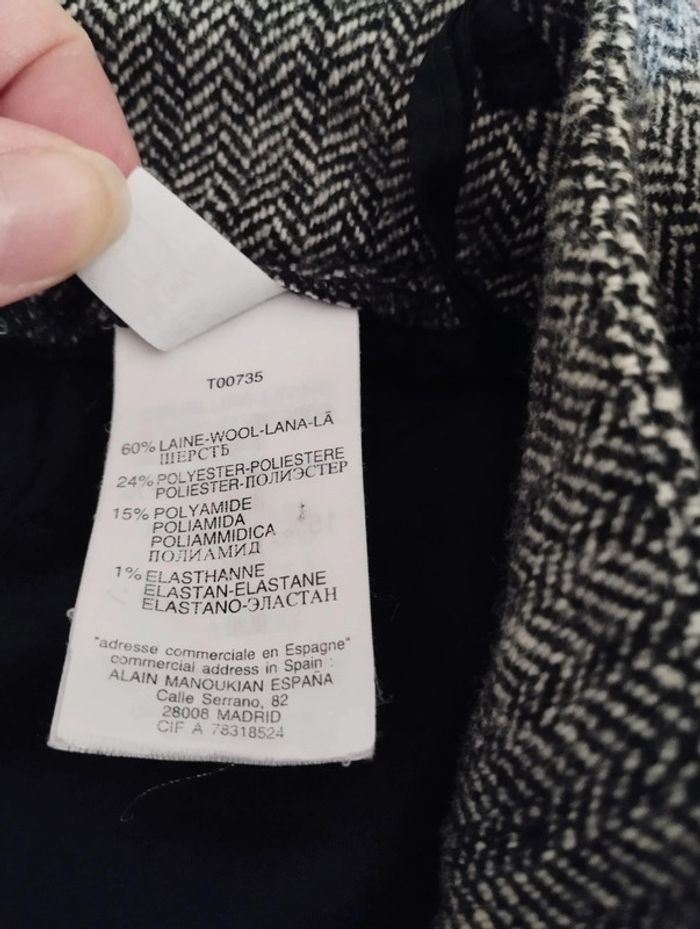 T00735
60% LAINE-WOOL-LANA-LÃ
ШЕРСТЬ
24% POLYESTER-POLIESTERE
POLIESTER-ПОЛИЭСТЕР
15% POLYAMIDE
POLIAMIDA
POLIAMMIDICA
ПОЛИАМИД
1% ELASTHANNE
ELASTAN-ELASTANE
ELASTANO-ЭЛАСТАН
"adresse commerciale en Espagne"
commercial address in Spain :
ALAIN MANOUKIAN ESPAÑA
Calle Serrano, 82
28008 MADRID
CIF A 78318524